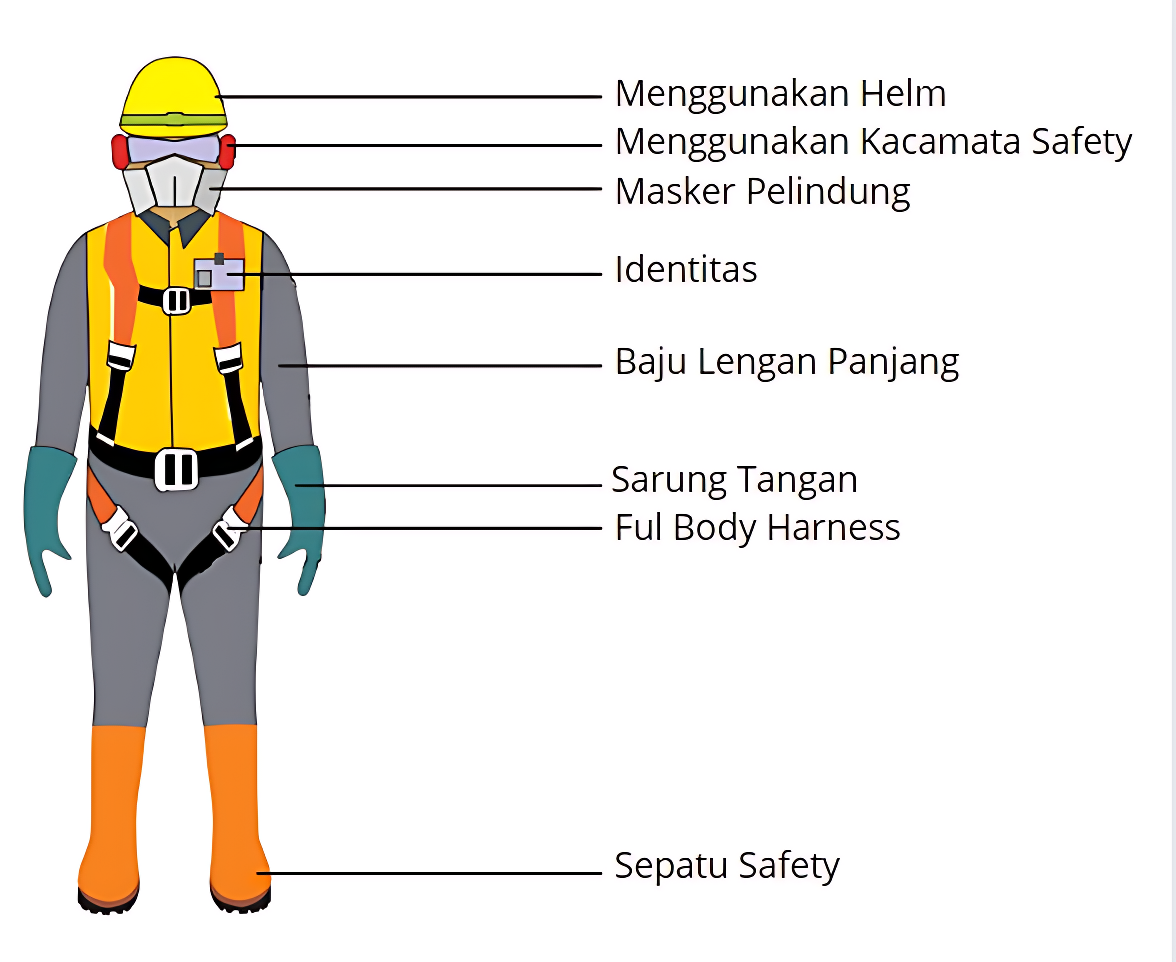 Menggunakan Helm
Menggunakan Kacamata Safety
Masker Pelindung
Identitas
Baju Lengan Panjang
Sarung Tangan
Ful Body Harness
Sepatu Safety